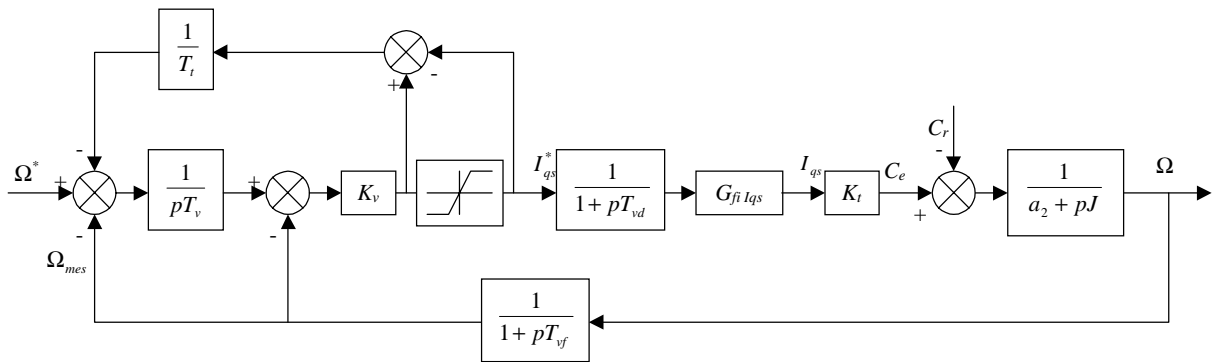 1
T_t
+
-
-
C_r
-
Ω*
+
1
pT_v
+
K_v
I*_qs
1
1 + pT_vd
G_fi Iqs
I_qs
K_t
C_e
+
1
a_2 + pJ
Ω
-
-
Ω_mes
1
1 + pT_vf